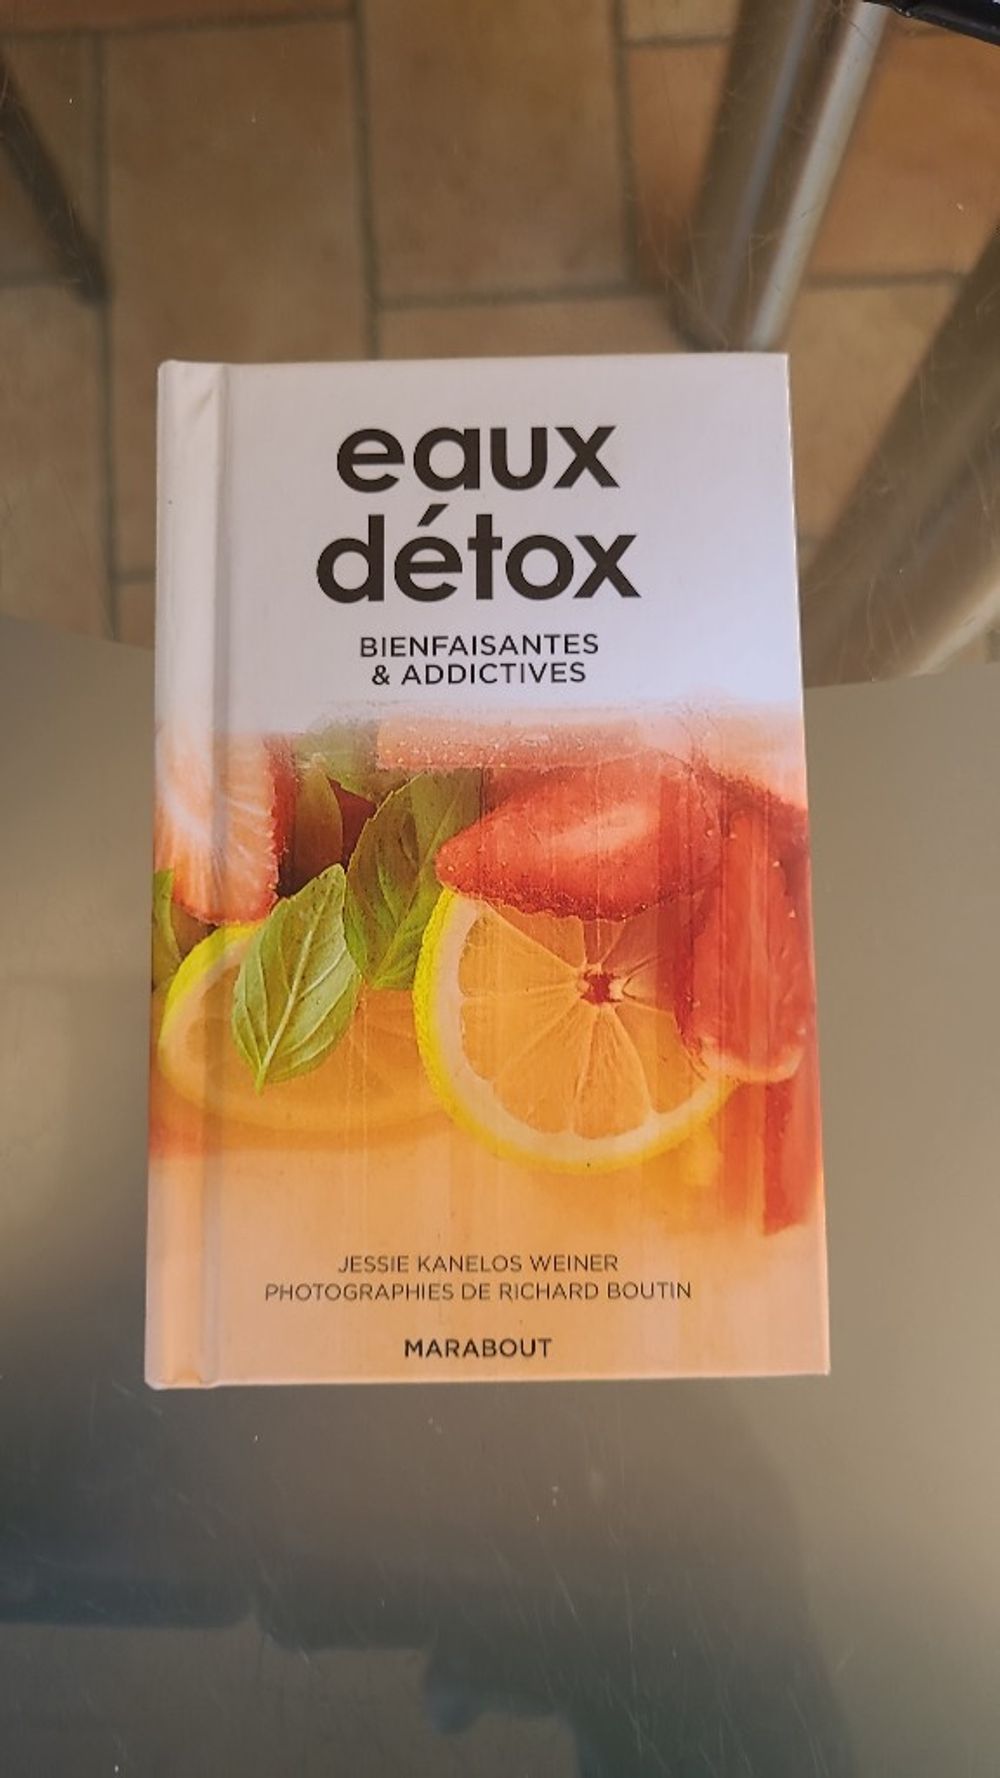 eaux
détox
BIENFAISANTES
& ADDICTIVES
JESSIE KANELOS WEINER
PHOTOGRAPHIES DE RICHARD BOUTIN
MARABOUT